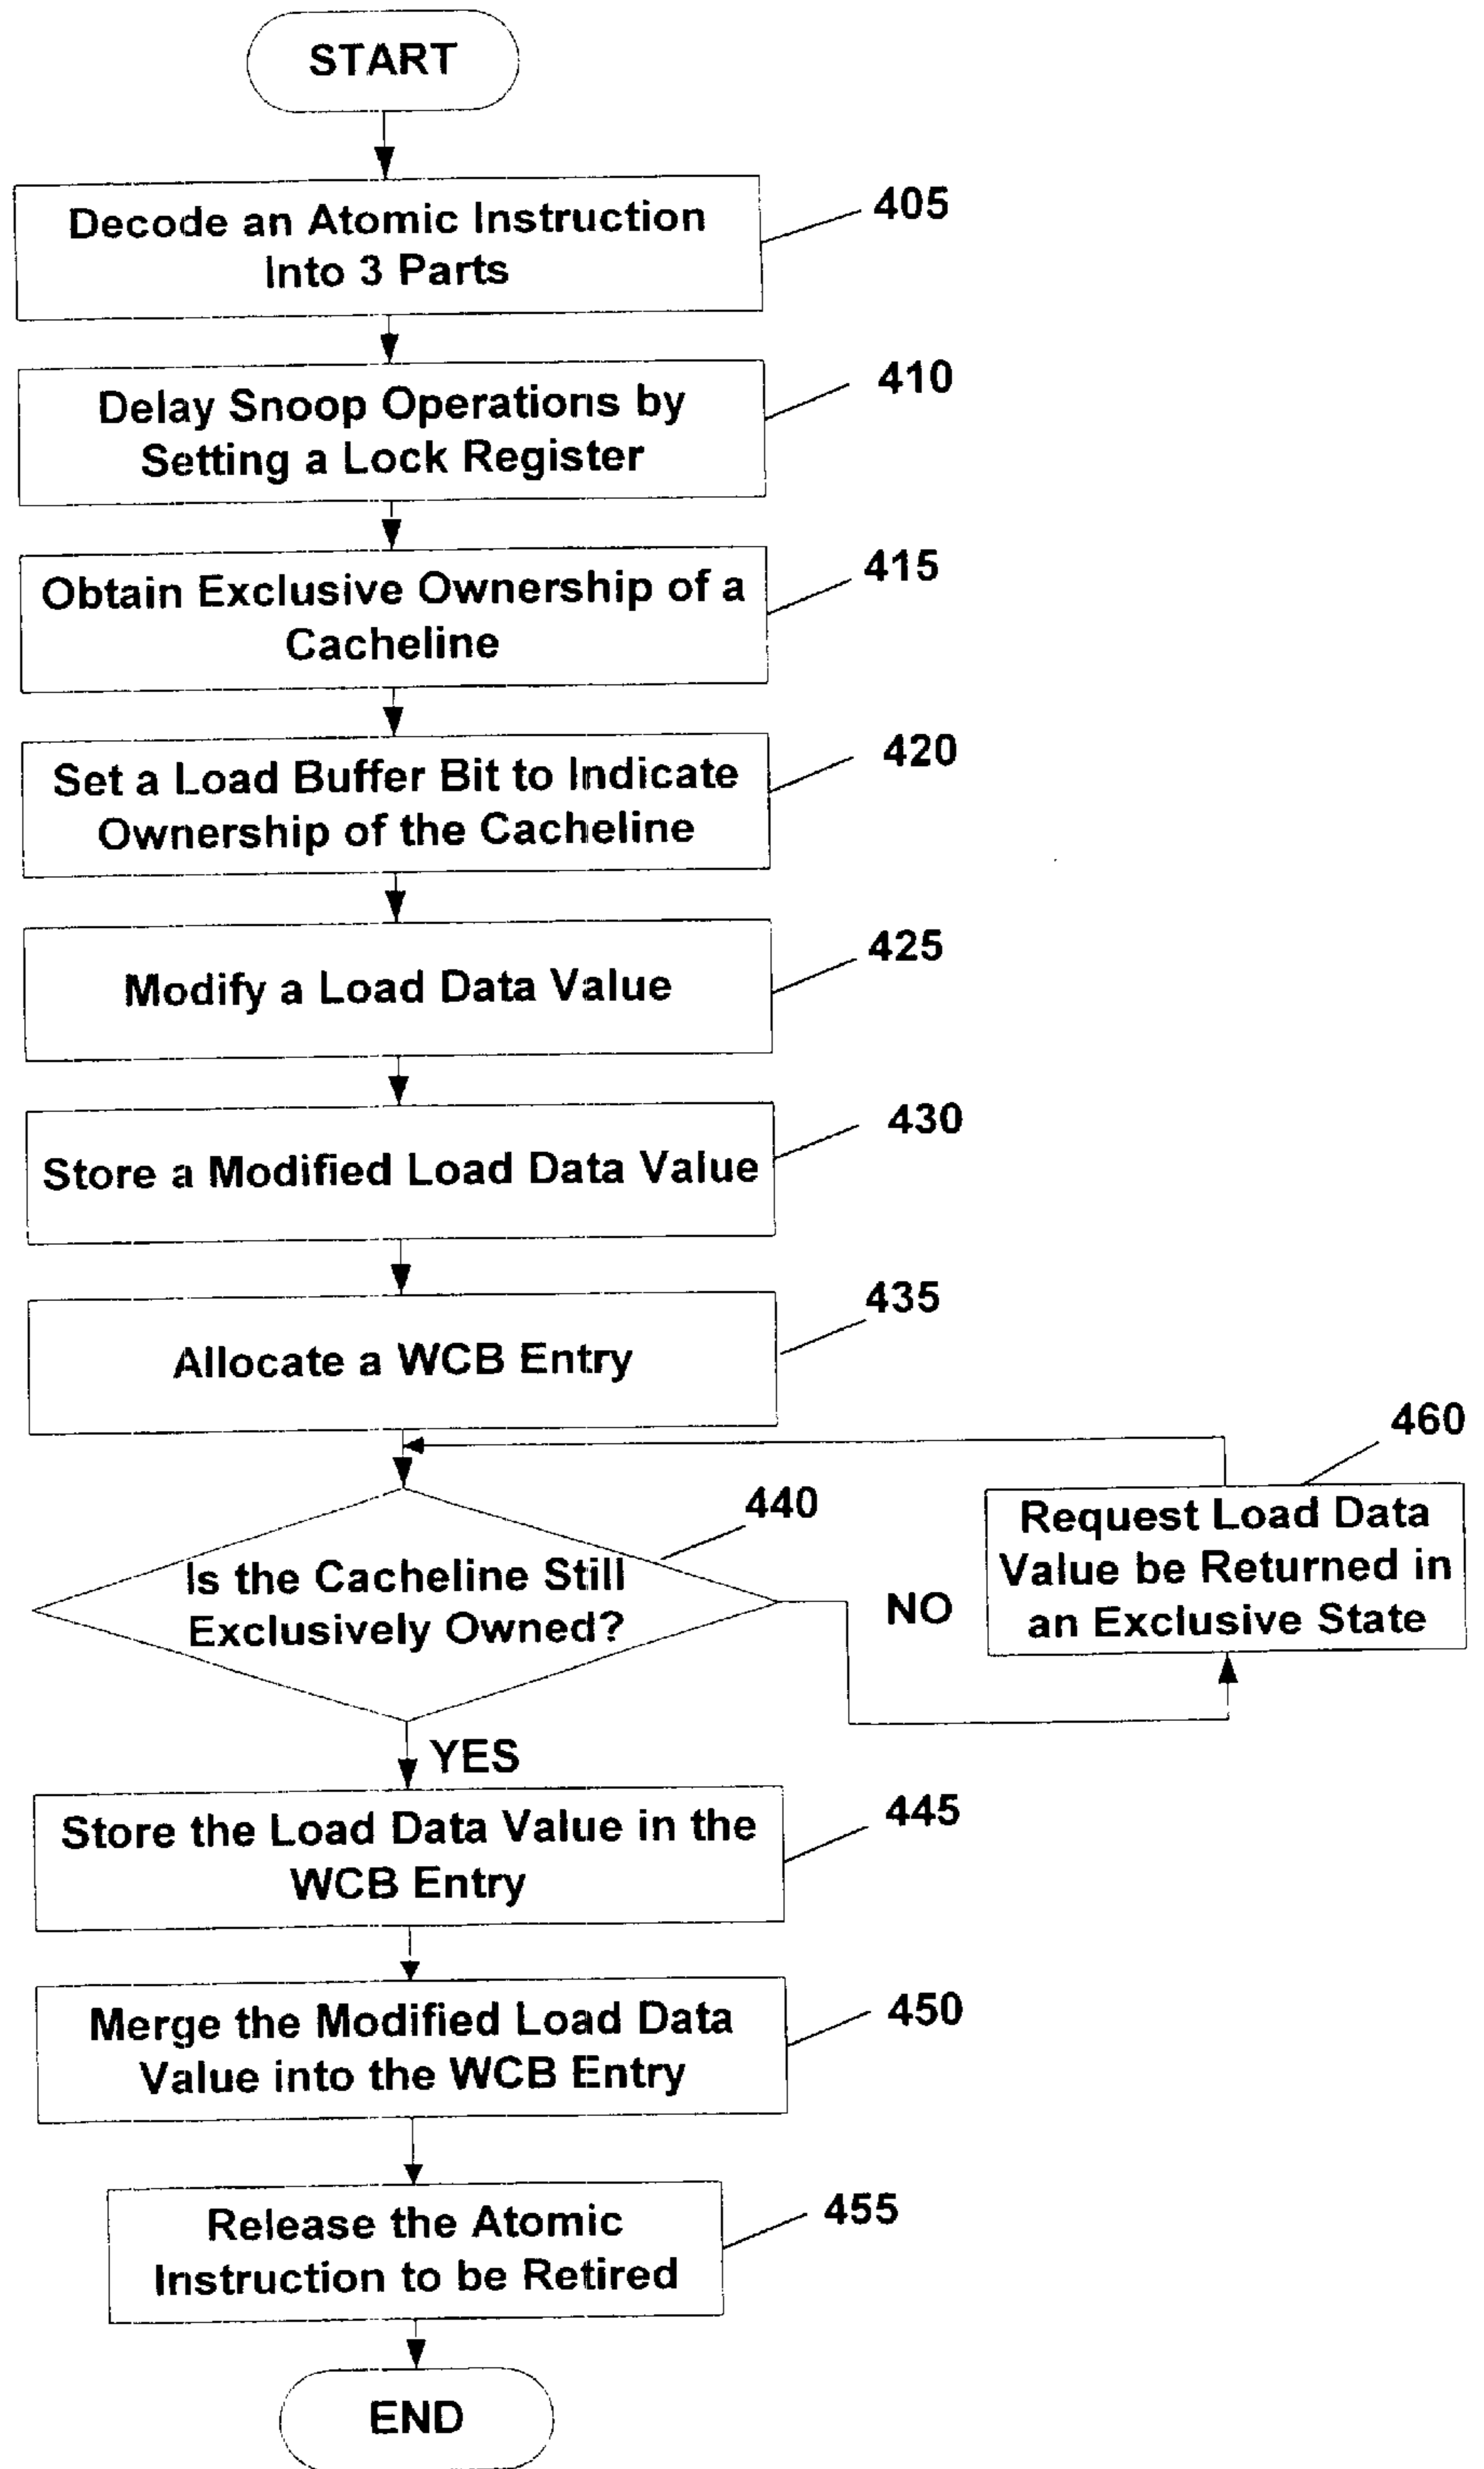 START
Decode an Atomic Instruction
Into 3 Parts
405
Delay Snoop Operations by
Setting a Lock Register
410
Obtain Exclusive Ownership of a
Cacheline
415
Set a Load Buffer Bit to Indicate
Ownership of the Cacheline
420
Modify a Load Data Value
425
Store a Modified Load Data Value
430
Allocate a WCB Entry
435
Is the Cacheline Still
Exclusively Owned?
440
NO
Request Load Data
Value be Returned in
an Exclusive State
460
YES
Store the Load Data Value in the
WCB Entry
445
Merge the Modified Load Data
Value into the WCB Entry
450
Release the Atomic
Instruction to be Retired
455
END